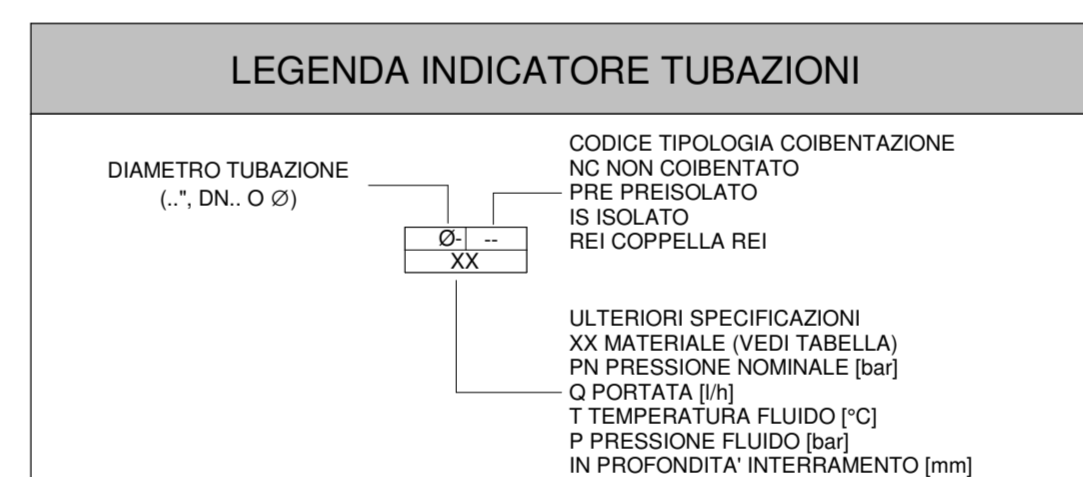 LEGENDA INDICATORE TUBAZIONI
DIAMETRO TUBAZIONE
(..", DN.. O Ø)
CODICE TIPOLOGIA COIBENTAZIONE
NC NON COIBENTATO
PRE PREISOLATO
IS ISOLATO
REI COPPELLA REI
Ø- --
XX
ULTERIORI SPECIFICAZIONI
XX MATERIALE (VEDI TABELLA)
PN PRESSIONE NOMINALE [bar]
Q PORTATA [l/h]
T TEMPERATURA FLUIDO [°C]
P PRESSIONE FLUIDO [bar]
IN PROFONDITA' INTERRAMENTO [mm]